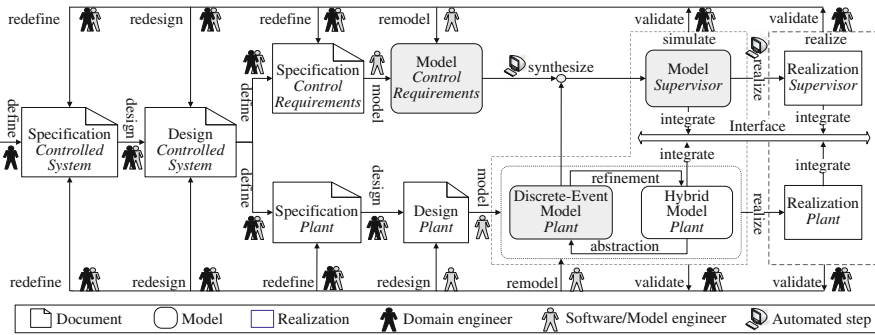 redefine
redesign
redefine
remodel
validate
validate
simulate
realize
define
Specification
Controlled
System
design
Design
Controlled
System
define
Specification
Control
Requirements
model
Model
Control
Requirements
synthesize
Model
Supervisor
realize
Realization
Supervisor
integrate
integrate
Interface
integrate
integrate
define
Specification
Plant
design
Design
Plant
model
refinement
Discrete-Event
Model
Plant
Hybrid
Model
Plant
abstraction
realize
Realization
Plant
redefine
redesign
redefine
redesign
remodel
validate
validate
Document
Model
Realization
Domain engineer
Software/Model engineer
Automated step